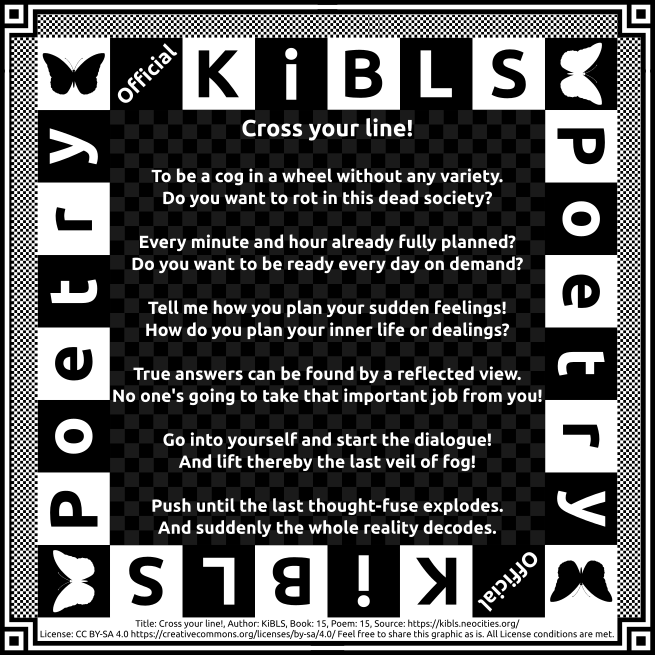 Official KiBLS
Poetry
Poetry
Cross your line!
To be a cog in a wheel without any variety.
Do you want to rot in this dead society?
Every minute and hour already fully planned?
Do you want to be ready every day on demand?
Tell me how you plan your sudden feelings!
How do you plan your inner life or dealings?
True answers can be found by a reflected view.
No one's going to take that important job from you!
Go into yourself and start the dialogue!
And lift thereby the last veil of fog!
Push until the last thought-fuse explodes.
And suddenly the whole reality decodes.
Official KiBLS
Title: Cross your line!, Author: KiBLS, Book: 15, Poem: 15, Source: https://kibls.neocities.org/
License: CC BY-SA 4.0 https://creativecommons.org/licenses/by-sa/4.0/ Feel free to share this graphic as is. All License conditions are met.